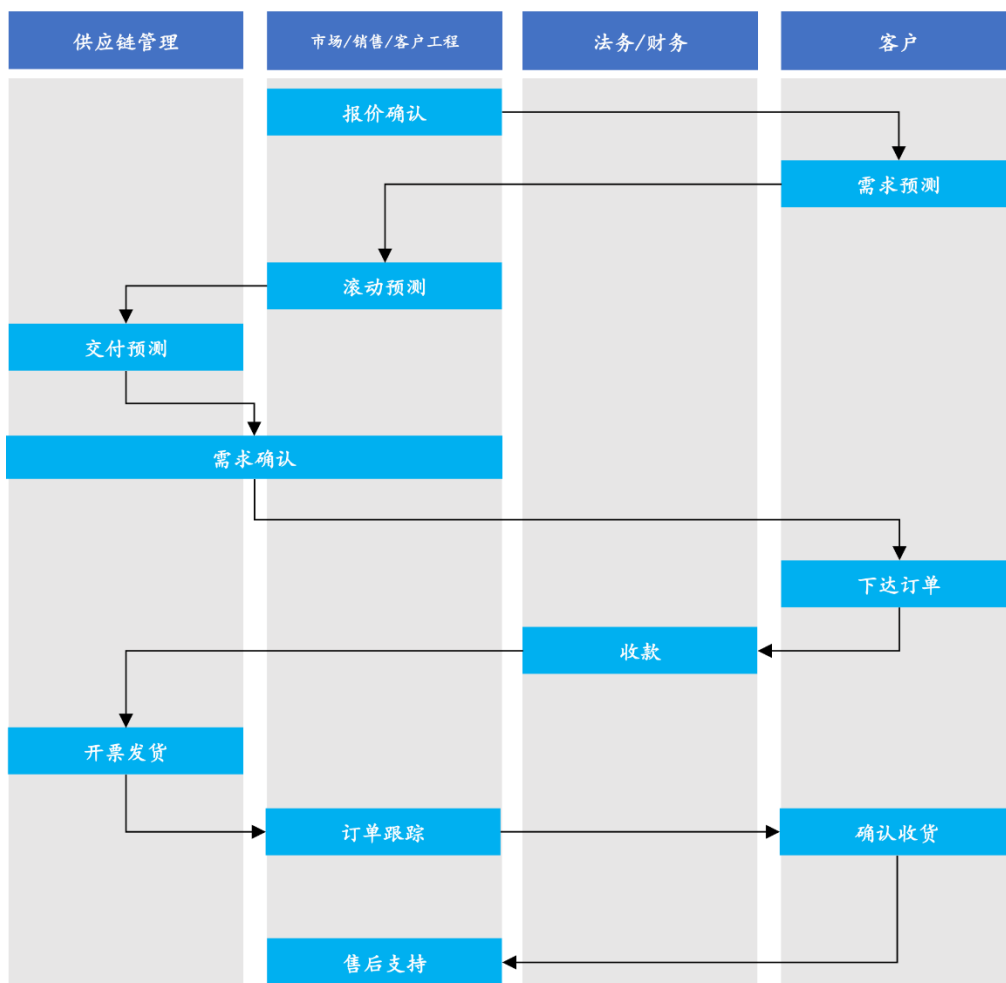 供应链管理
市场/销售/客户工程
法务/财务
客户
报价确认
需求预测
滚动预测
交付预测
需求确认
下达订单
收款
开票发货
订单跟踪
确认收货
售后支持